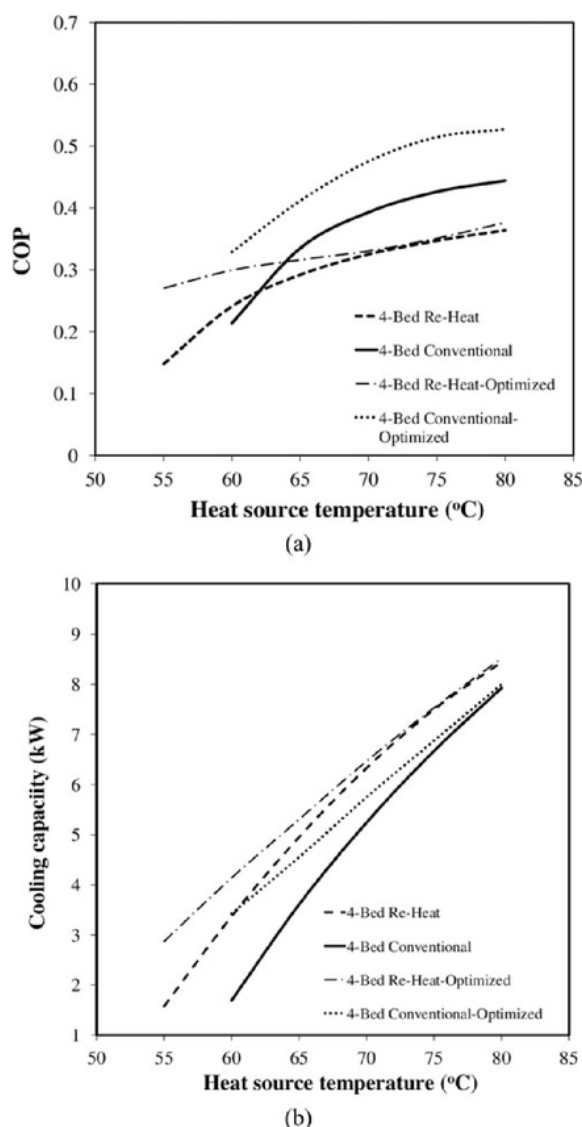 0.7
0.6
0.5
0.4
0.3
0.2
0.1
0
COP
4-Bed Re-Heat
4-Bed Conventional
4-Bed Re-Heat-Optimized
4-Bed Conventional-
Optimized
50 55 60 65 70 75 80 85
Heat source temperature (°C)
(a)
10
9
8
7
6
5
4
3
2
1
Cooling capaciity (kW)
4-Bed Re-Heat
4-Bed Conventional
4-Bed Re-Heat-Optimized
4-Bed Conventional-Optimized
50 55 60 65 70 75 80 85
Heat source temperature (°C)
(b)